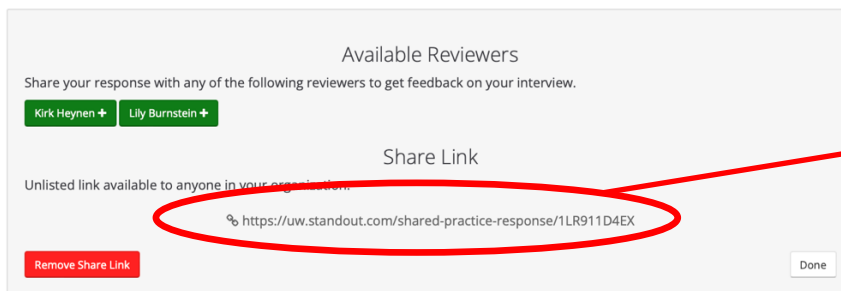 Available Reviewers
Share your response with any of the following reviewers to get feedback on your interview.
Kirk Heynen + Lily Burnstein +
Share Link
Unlisted link available to anyone in your organization.
https://uw.standout.com/shared-practice-response/1LR911D4EX
Remove Share Link Done